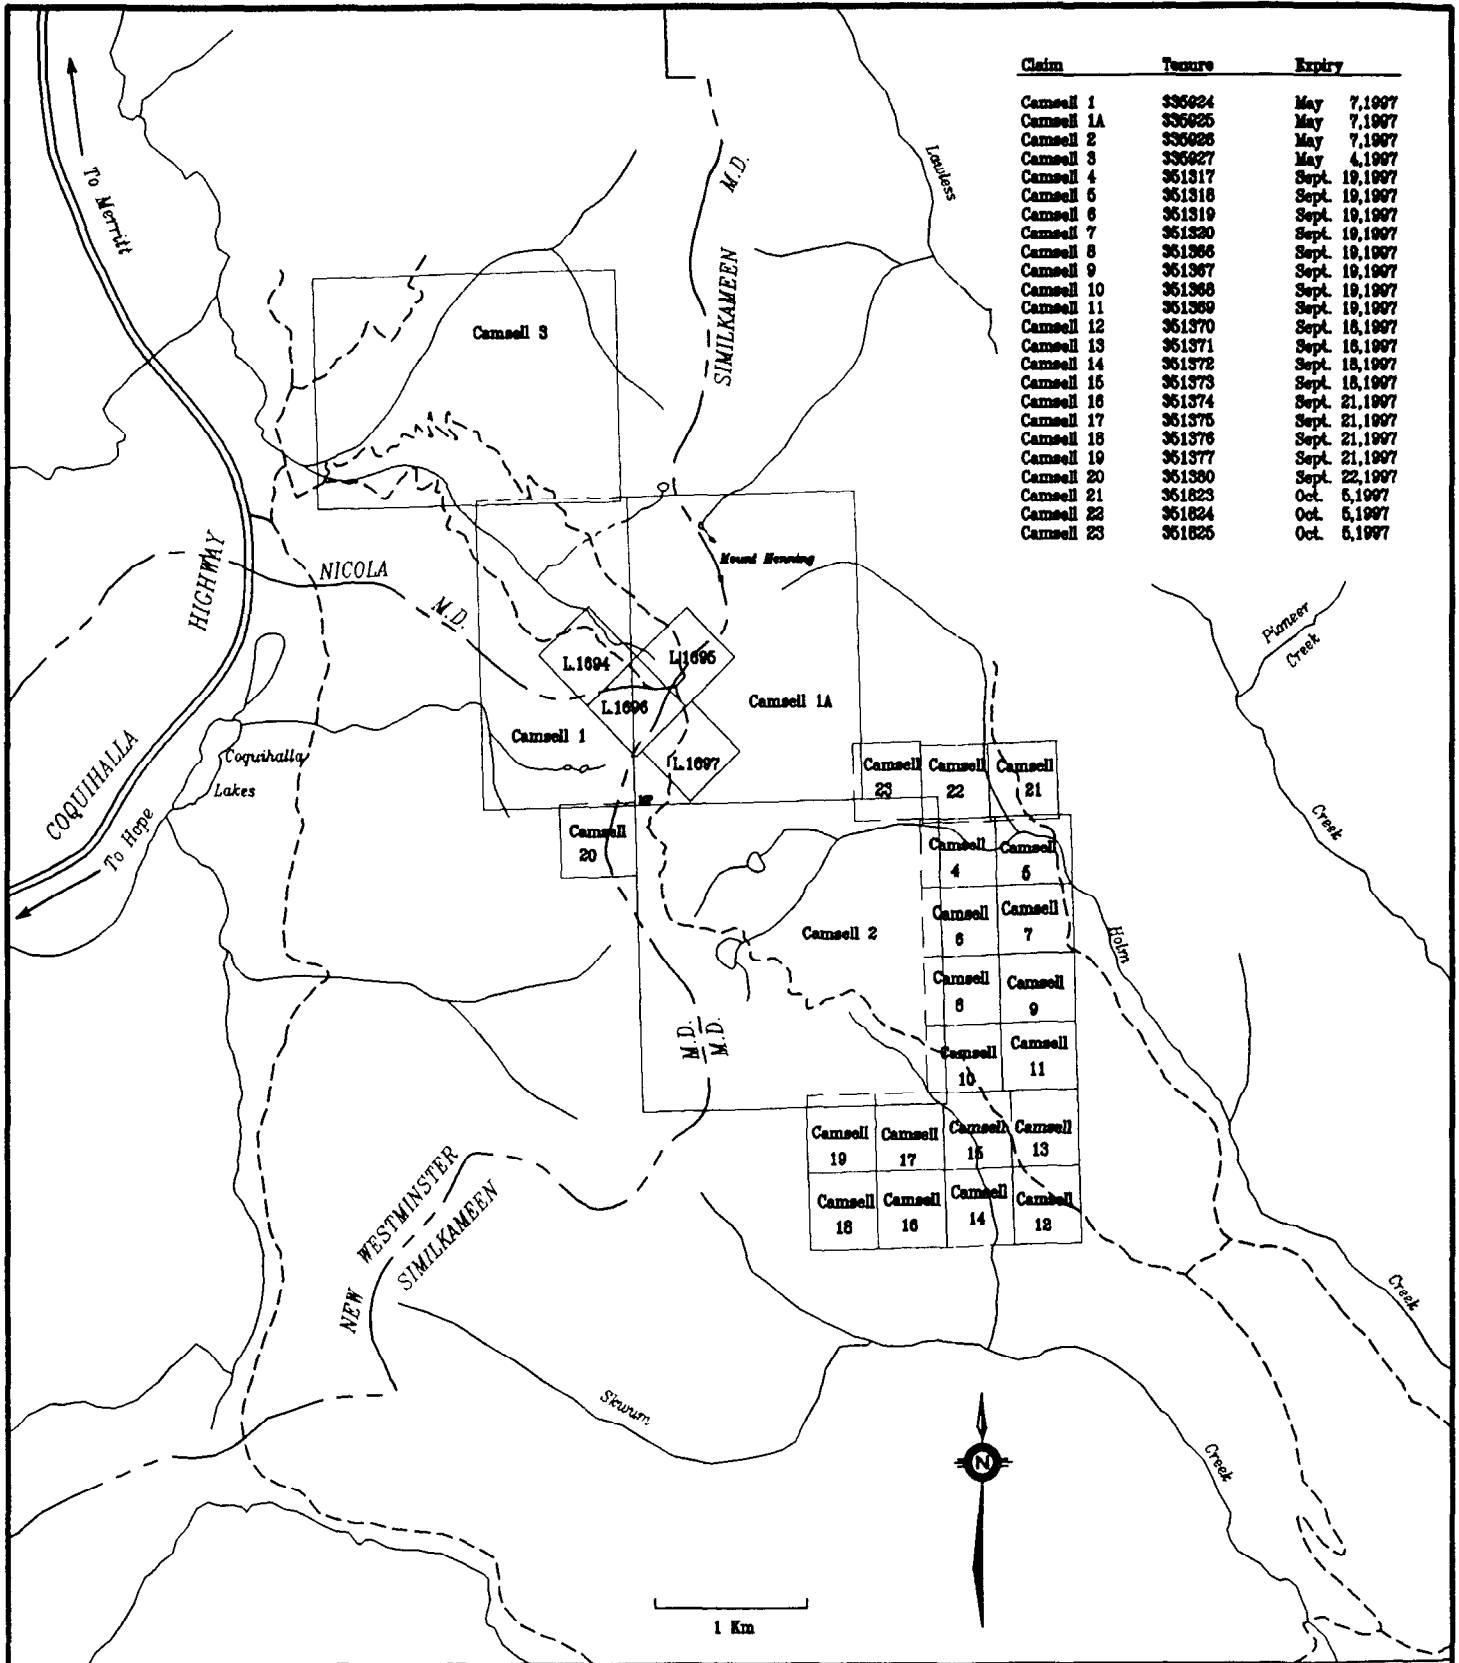 Claim Tenure Expiry
Camsell 1 335924 May 7,1997
Camsell 1A 335925 May 7,1997
Camsell 2 335926 May 7,1997
Camsell 3 335927 May 4,1997
Camsell 4 351317 Sept. 19,1997
Camsell 5 351318 Sept. 19,1997
Camsell 6 351319 Sept. 19,1997
Camsell 7 351320 Sept. 19,1997
Camsell 8 351366 Sept. 19,1997
Camsell 9 351367 Sept. 19,1997
Camsell 10 351368 Sept. 19,1997
Camsell 11 351369 Sept. 19,1997
Camsell 12 351370 Sept. 18,1997
Camsell 13 351371 Sept. 18,1997
Camsell 14 351372 Sept. 18,1997
Camsell 15 351373 Sept. 18,1997
Camsell 16 351374 Sept. 21,1997
Camsell 17 351375 Sept. 21,1997
Camsell 18 351376 Sept. 21,1997
Camsell 19 351377 Sept. 21,1997
Camsell 20 351380 Sept. 22,1997
Camsell 21 351823 Oct. 5,1997
Camsell 22 351824 Oct. 5,1997
Camsell 23 351825 Oct. 5,1997
To Merritt
Lawless
M.D.
SIMILKAMEEN
Camsell 3
HIGHWAY
NICOLA
M.D.
Mount Henning
Pioneer
Creek
L.1694
L.1695
L.1696
L.1697
Camsell 1
Camsell 1A
Coquihalla
Lakes
COQUIHALLA
To Hope
Camsell
23
Camsell
22
Camsell
21
Creek
Camsell
20
Camsell
4
Camsell
5
Camsell 2
Camsell
6
Camsell
7
Holm
Camsell
8
Camsell
9
M.D.
M.D.
Camsell
10
Camsell
11
Camsell
19
Camsell
17
Camsell
15
Camsell
13
Camsell
18
Camsell
16
Camsell
14
Camsell
12
NEW WESTMINSTER
SIMILKAMEEN
Creek
Skwum
Creek
N
1 Km